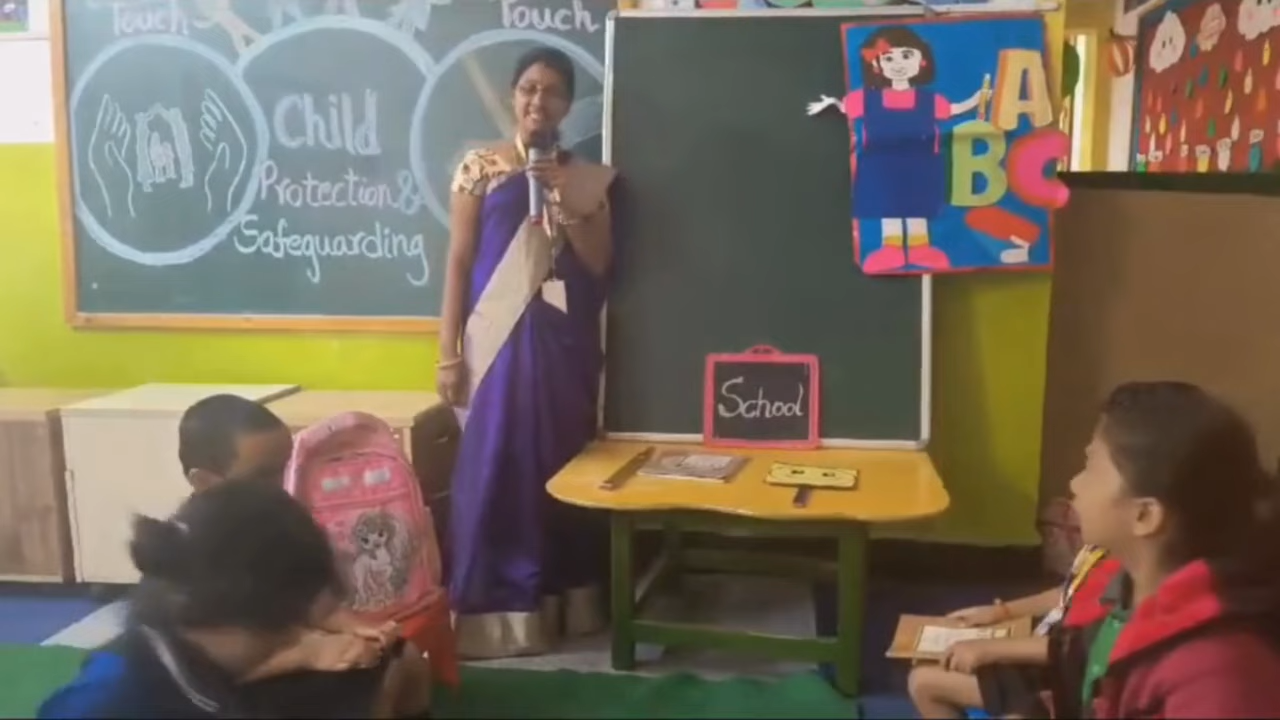 Touch
Touch
Child
Protection &
Safeguarding
A
B
C
School